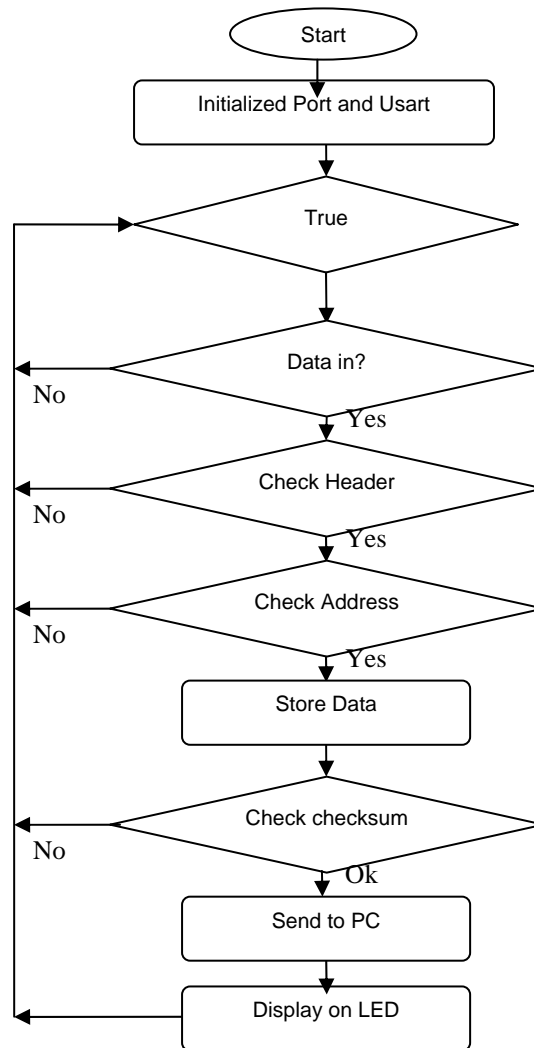 Start
Initialized Port and Usart
True
Data in?
No
Yes
Check Header
No
Yes
Check Address
No
Yes
Store Data
Check checksum
No
Ok
Send to PC
Display on LED